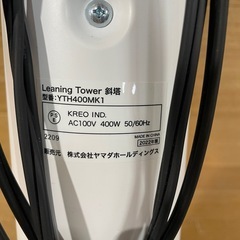 Leaning Tower 斜塔
型番:YTH400MK1
PSE
KREO IND.
AC100V 400W 50/60Hz
MADE IN CHINA
2209
2022年製
販売元 株式会社ヤマダホールディングス